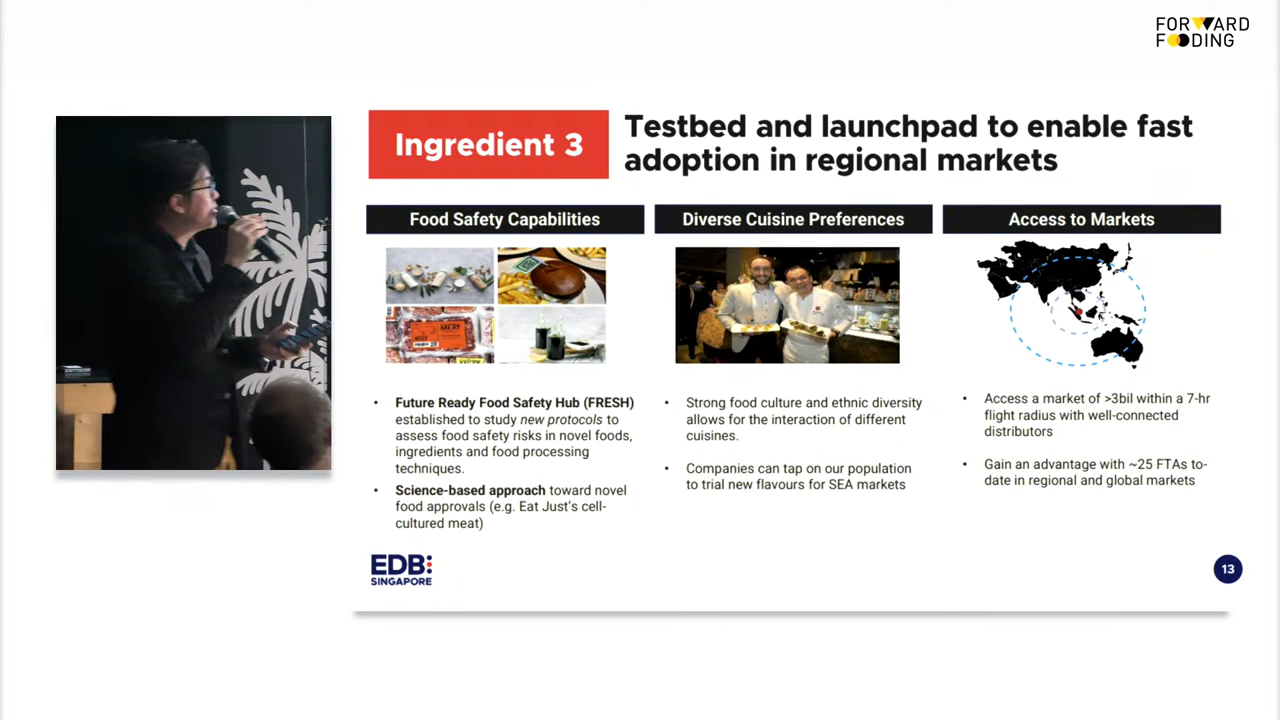 FORWARD
FOODING
Ingredient 3
Testbed and launchpad to enable fast
adoption in regional markets
Food Safety Capabilities
Diverse Cuisine Preferences
Access to Markets
MEAT
• Future Ready Food Safety Hub (FRESH)
established to study new protocols to
assess food safety risks in novel foods,
ingredients and food processing
techniques.
• Science-based approach toward novel
food approvals (e.g. Eat Just's cell-
cultured meat)
• Strong food culture and ethnic diversity
allows for the interaction of different
cuisines.
• Companies can tap on our population
to trial new flavours for SEA markets
• Access a market of >3bil within a 7-hr
flight radius with well-connected
distributors
• Gain an advantage with ~25 FTAs to-
date in regional and global markets
EDB
SINGAPORE
13